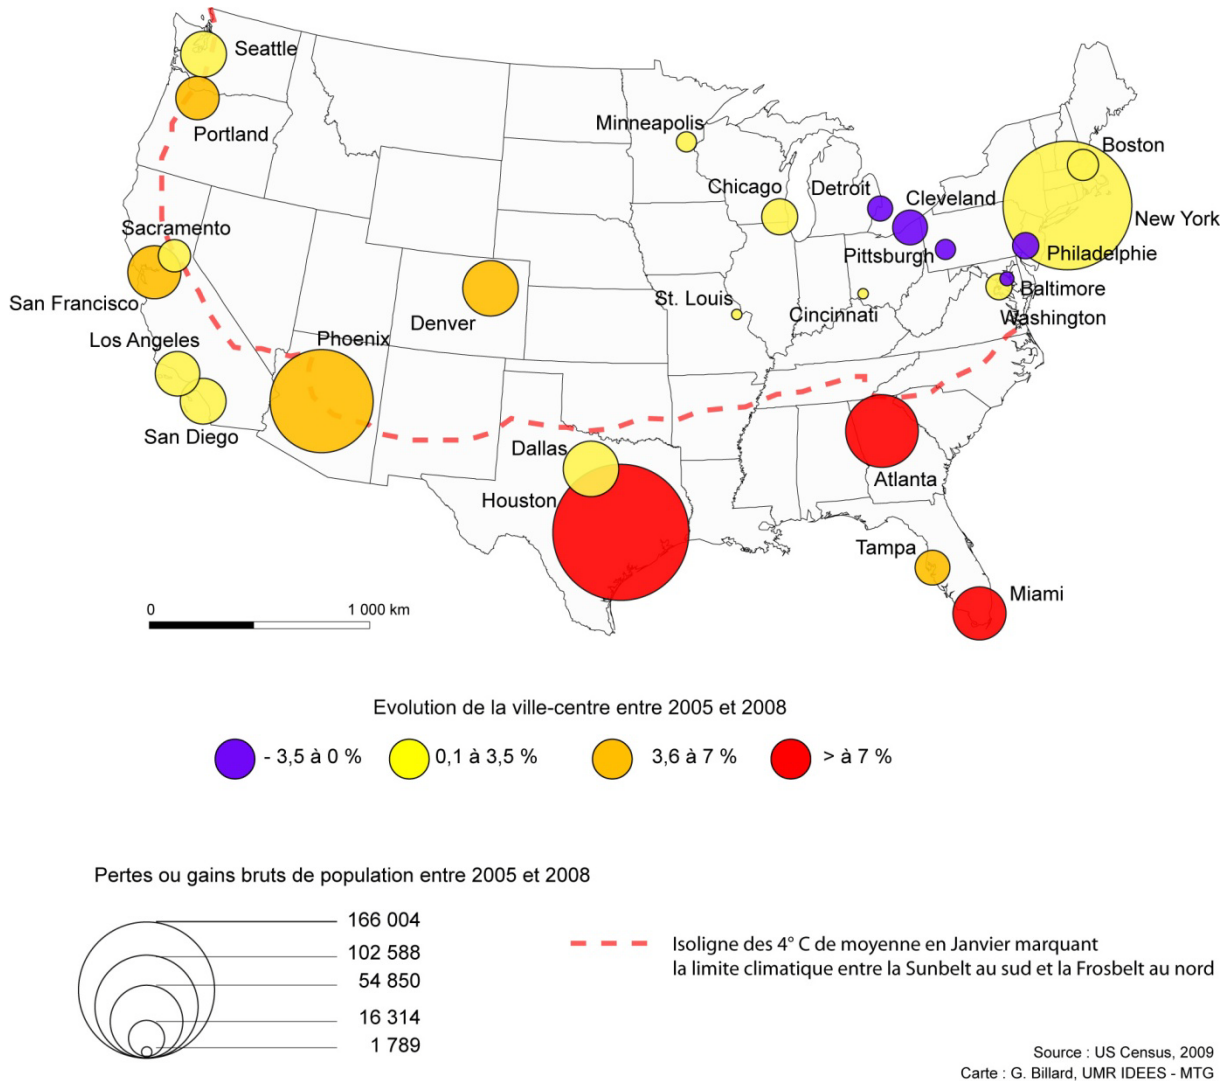 Seattle
Portland
Minneapolis
Boston
Chicago
Detroit
Cleveland
New York
Sacramento
Pittsburgh
Philadelphie
San Francisco
Denver
St. Louis
Cincinnati
Baltimore
Washington
Los Angeles
Phoenix
San Diego
Dallas
Houston
Atlanta
Tampa
Miami
0
1 000 km
Evolution de la ville-centre entre 2005 et 2008
- 3,5 à 0 %
0,1 à 3,5 %
3,6 à 7 %
> à 7 %
Pertes ou gains bruts de population entre 2005 et 2008
166 004
102 588
54 850
16 314
1 789
Isoligne des 4° C de moyenne en Janvier marquant
la limite climatique entre la Sunbelt au sud et la Frosbelt au nord
Source : US Census, 2009
Carte : G. Billard, UMR IDEES - MTG